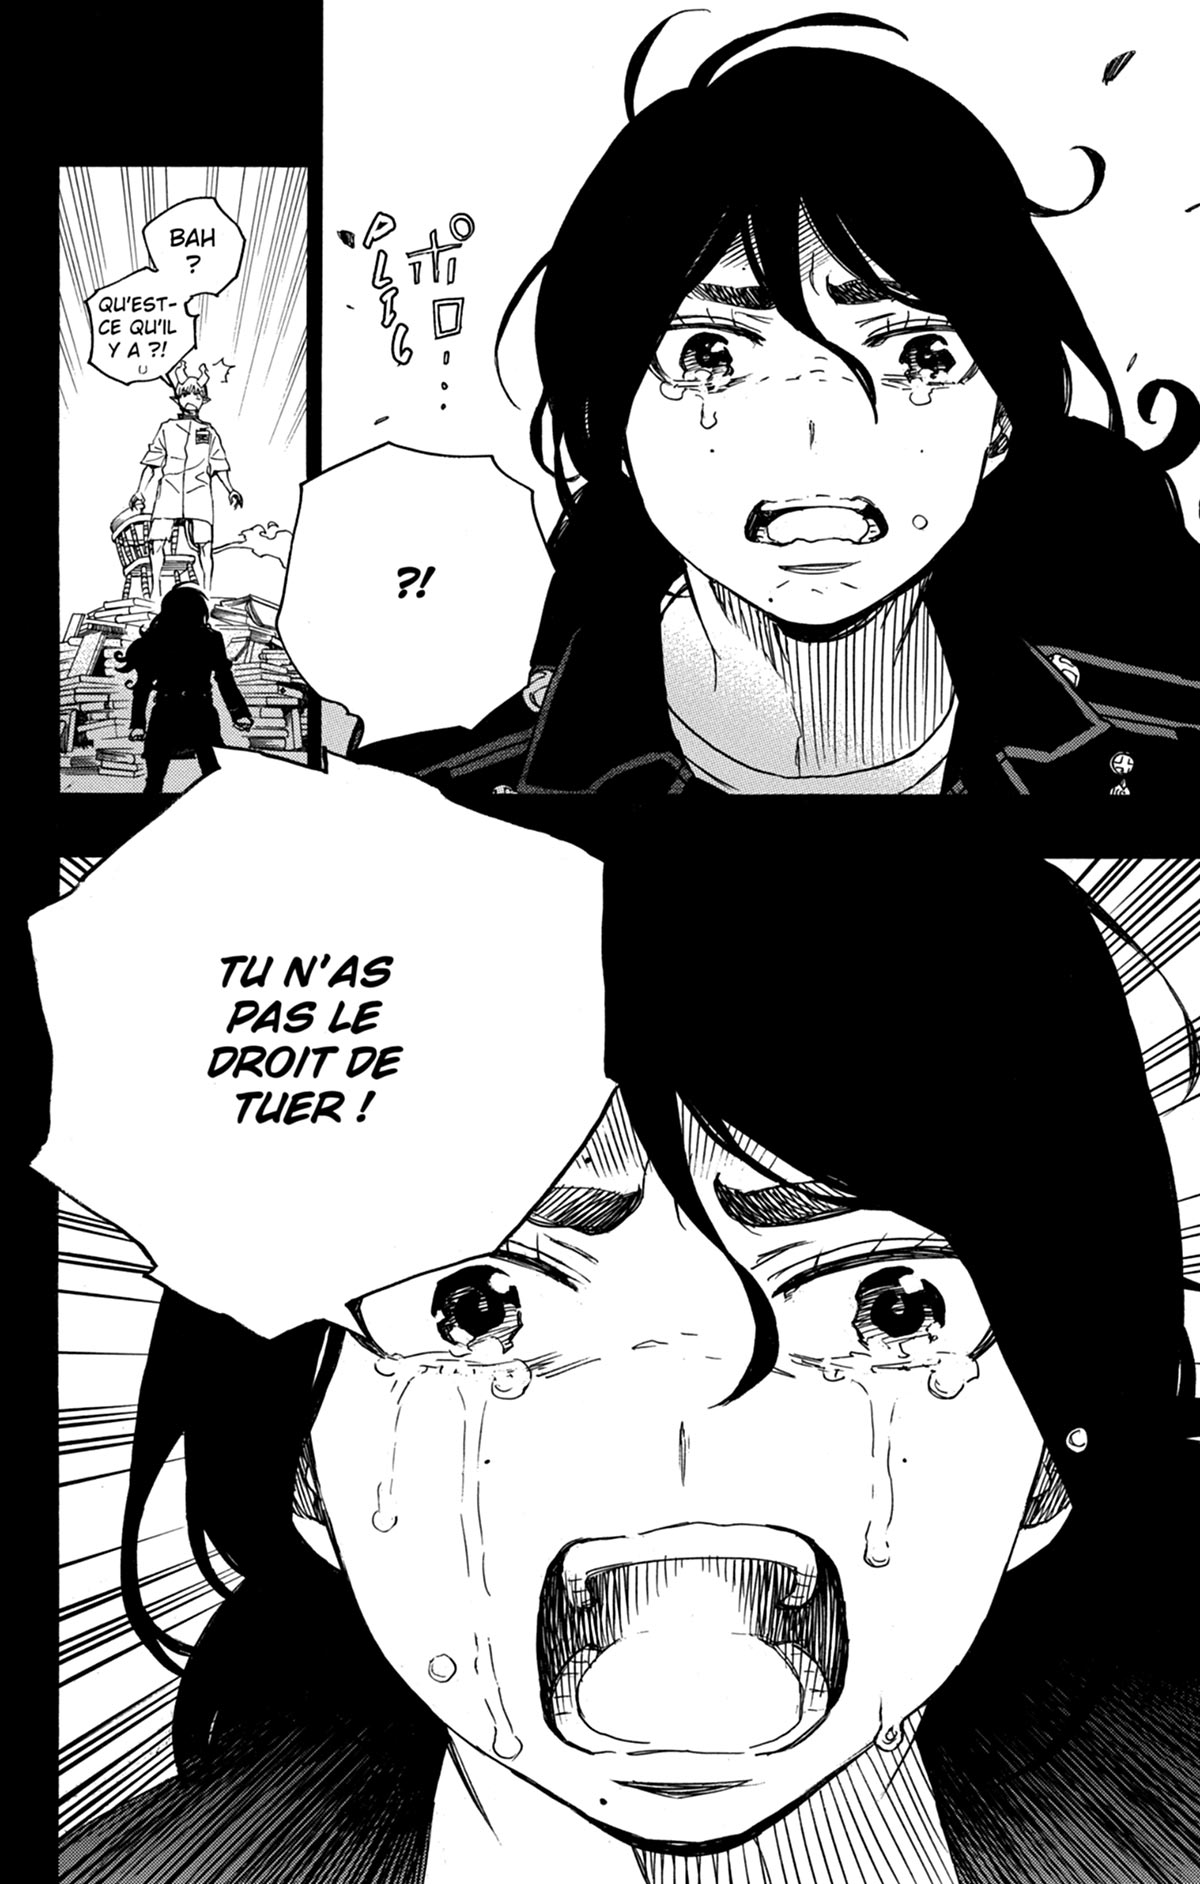 ポロ...
PLIC
?!
BAH
?
QU'EST-
CE QU'IL
Y A ?!
TU N'AS
PAS LE
DROIT DE
TUER !